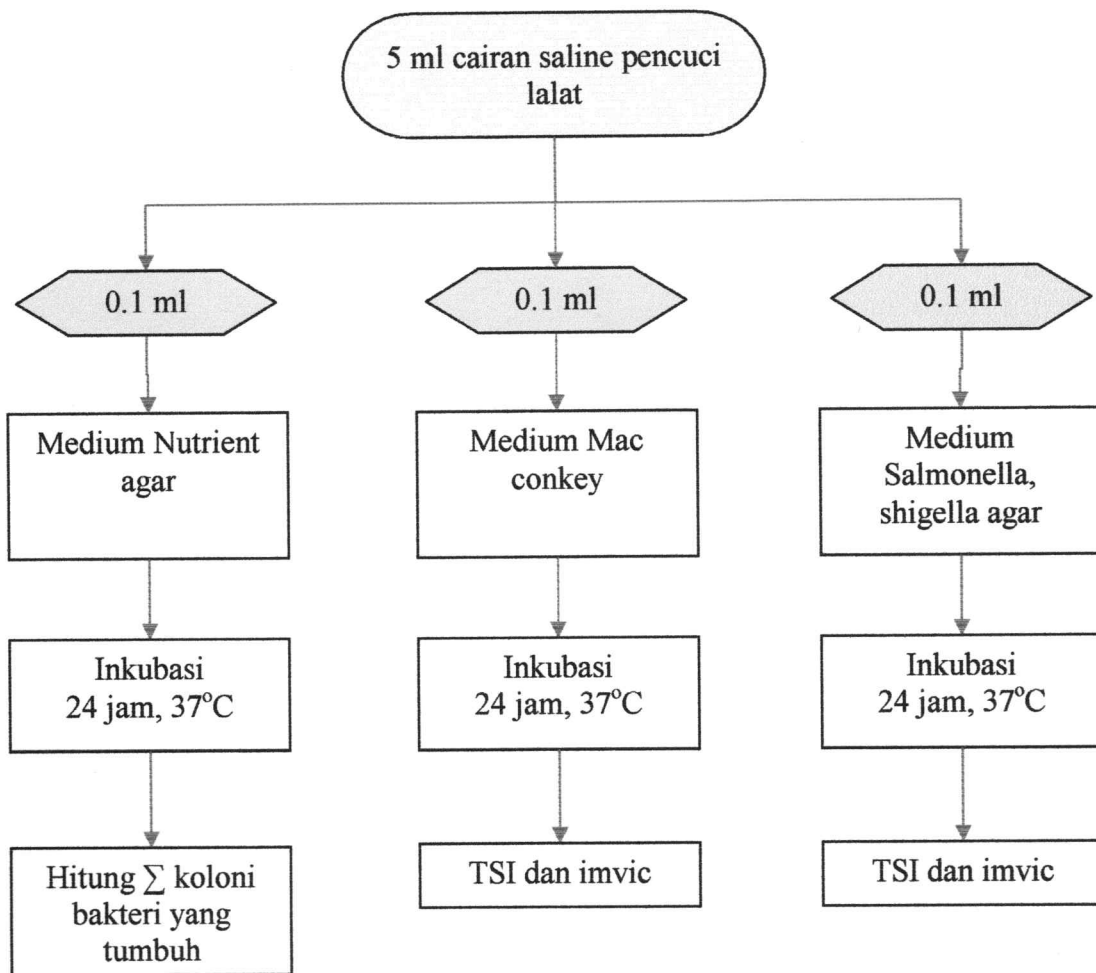 5 ml cairan saline pencuci
lalat
0.1 ml
0.1 ml
0.1 ml
Medium Nutrient
agar
Medium Mac
conkey
Medium
Salmonella,
shigella agar
Inkubasi
24 jam, 37°C
Inkubasi
24 jam, 37°C
Inkubasi
24 jam, 37°C
Hitung ∑ koloni
bakteri yang
tumbuh
TSI dan imvic
TSI dan imvic